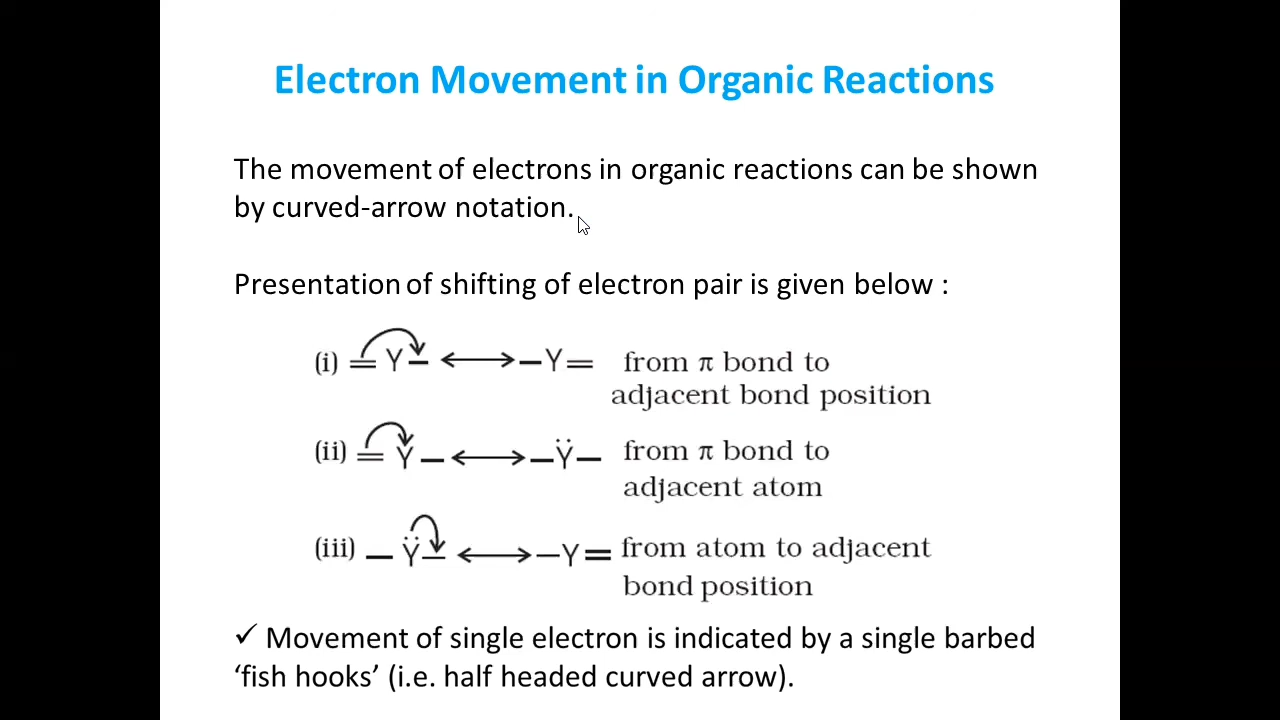 Electron Movement in Organic Reactions
The movement of electrons in organic reactions can be shown
by curved-arrow notation.
Presentation of shifting of electron pair is given below :
(i) = Y – ⟷ – Y = from π bond to
adjacent bond position
(ii) = Y – ⟷ – Ÿ – from π bond to
adjacent atom
(iii) – Ÿ – ⟷ – Y = from atom to adjacent
bond position
✓ Movement of single electron is indicated by a single barbed
‘fish hooks’ (i.e. half headed curved arrow).